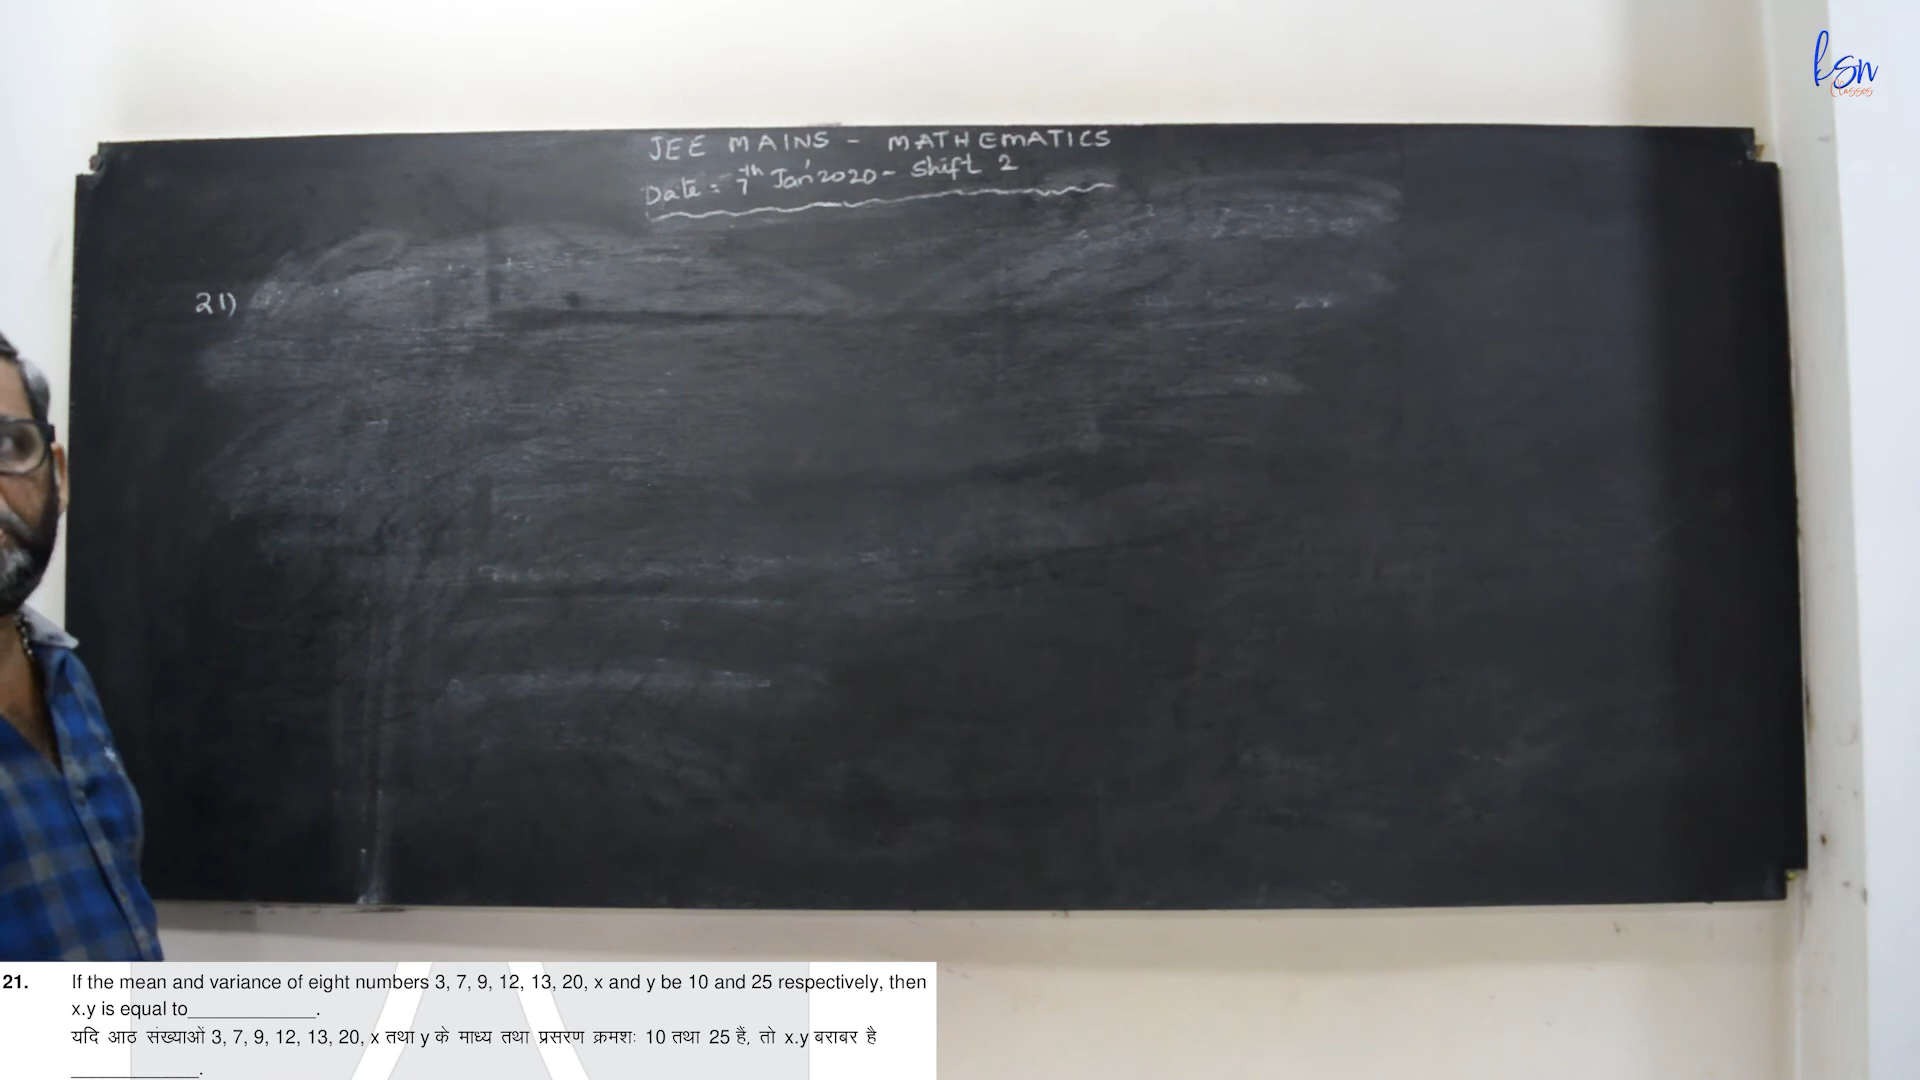 ksn
Classes
JEE MAINS - MATHEMATICS
Date : 7th Jan' 2020 - Shift 2
21)
21. If the mean and variance of eight numbers 3, 7, 9, 12, 13, 20, x and y be 10 and 25 respectively, then
x.y is equal to____________.
यदि आठ संख्याओं 3, 7, 9, 12, 13, 20, x तथा y के माध्य तथा प्रसरण क्रमशः 10 तथा 25 हैं, तो x.y बराबर है
____________.